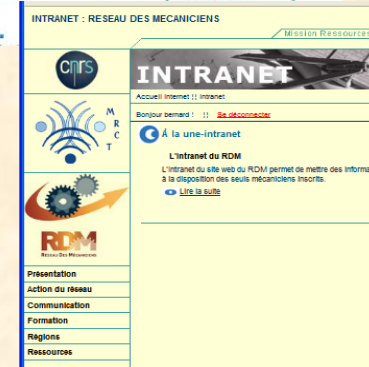 INTRANET : RESEAU DES MECANICIENS
Mission Ressources
cnrs
INTRANET
Accueil Internet !! Intranet
Bonjour bernard ! !! Se déconnecter
M
R
C
T
Á la une-intranet
L'Intranet du RDM
L'intranet du site web du RDM permet de mettre des informa
à la disposition des seuls mécaniciens inscrits.
Lire la suite
RDM
RESEAU DES MECANICIENS
Présentation
Action du réseau
Communication
Formation
Régions
Ressources